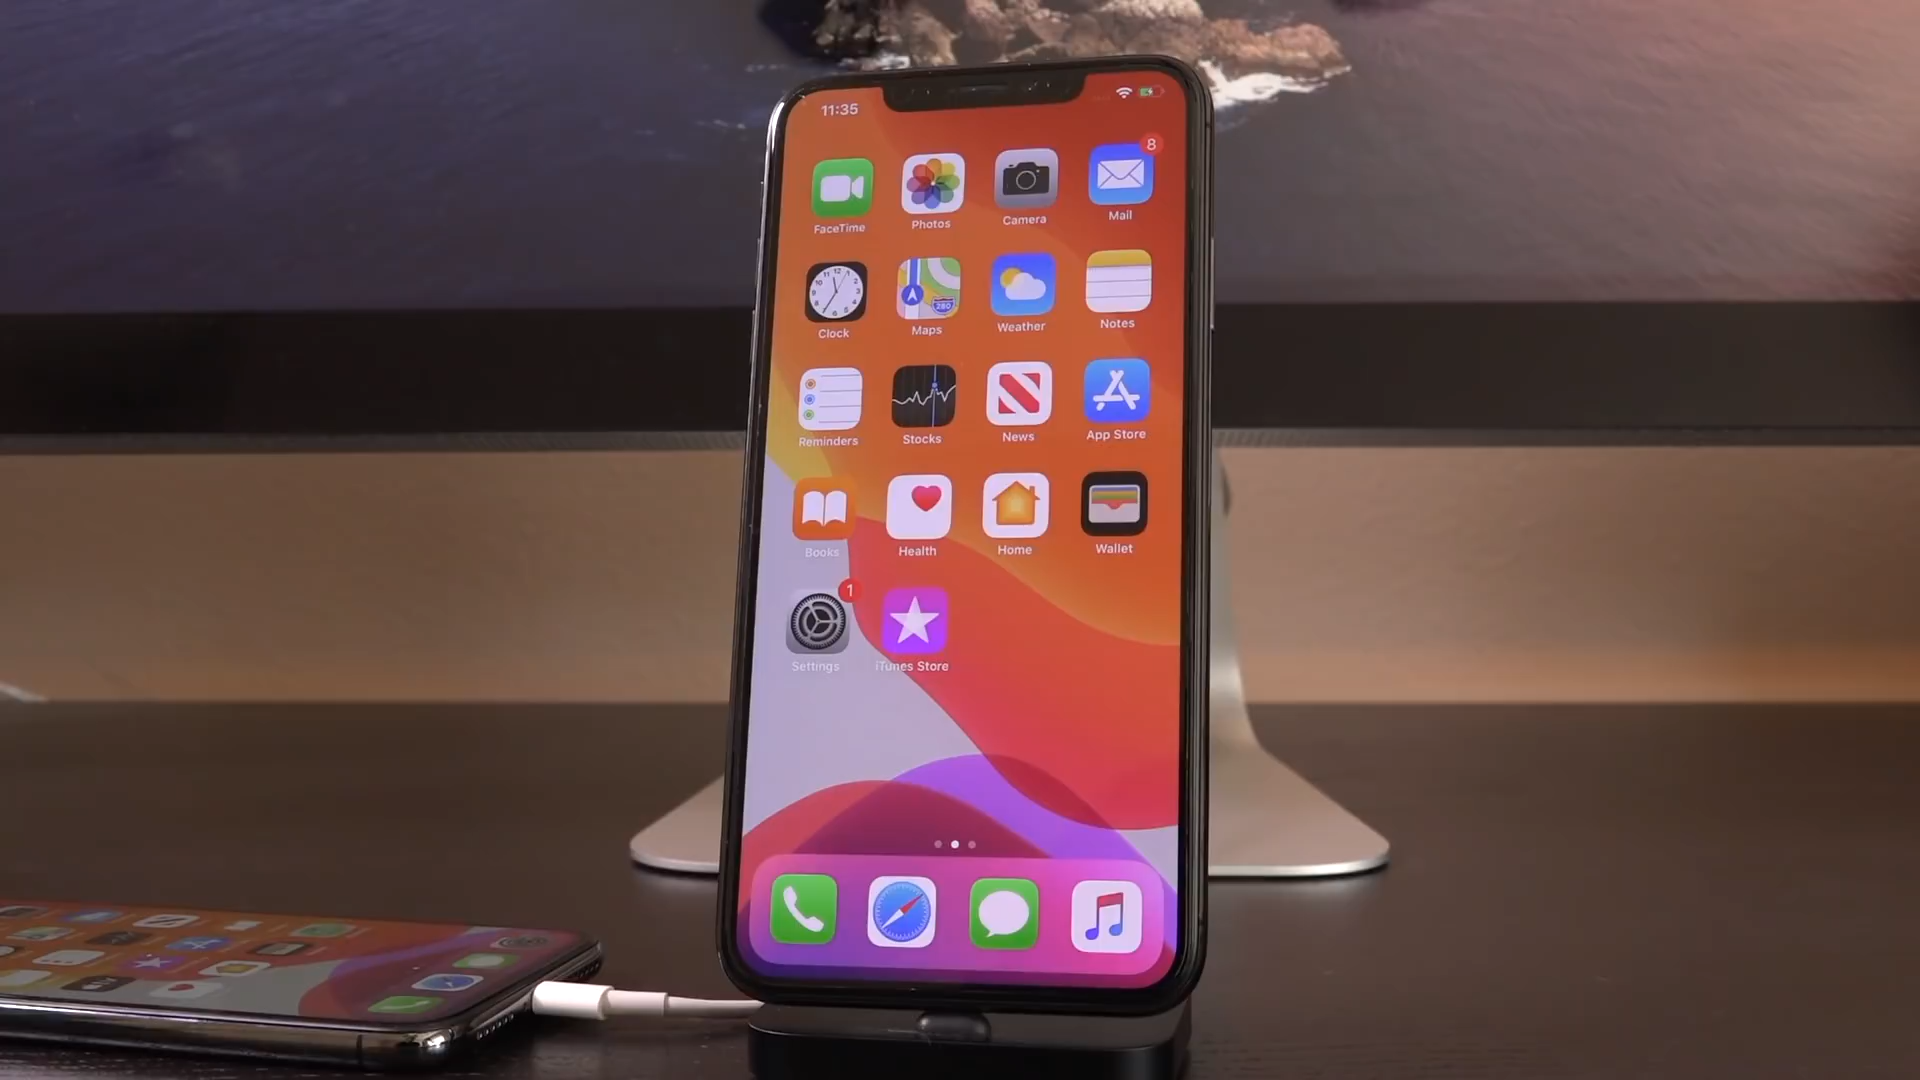 11:35
8
FaceTime Photos Camera Mail
Clock Maps Weather Notes
Reminders Stocks News App Store
Books Health Home Wallet
1
Settings iTunes Store